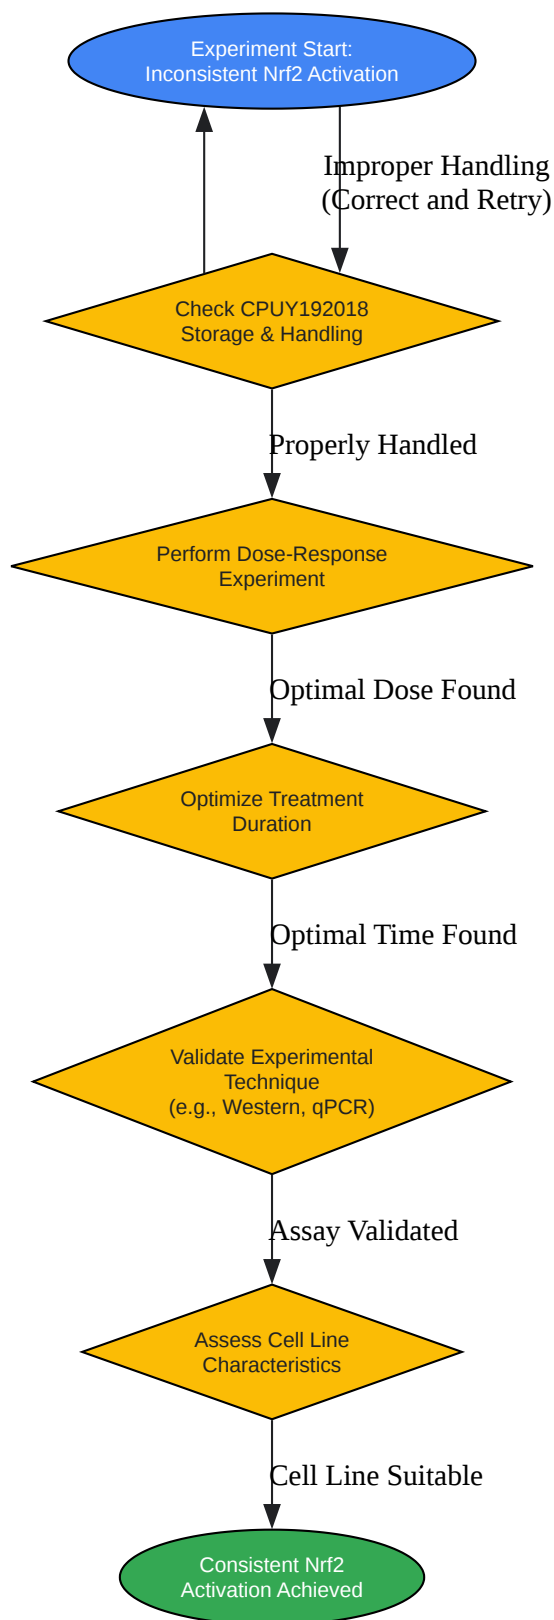 Experiment Start:
Inconsistent Nrf2 Activation
Improper Handling
(Correct and Retry)
Check CPUY192018
Storage & Handling
Properly Handled
Perform Dose-Response
Experiment
Optimal Dose Found
Optimize Treatment
Duration
Optimal Time Found
Validate Experimental
Technique
(e.g., Western, qPCR)
Assay Validated
Assess Cell Line
Characteristics
Cell Line Suitable
Consistent Nrf2
Activation Achieved